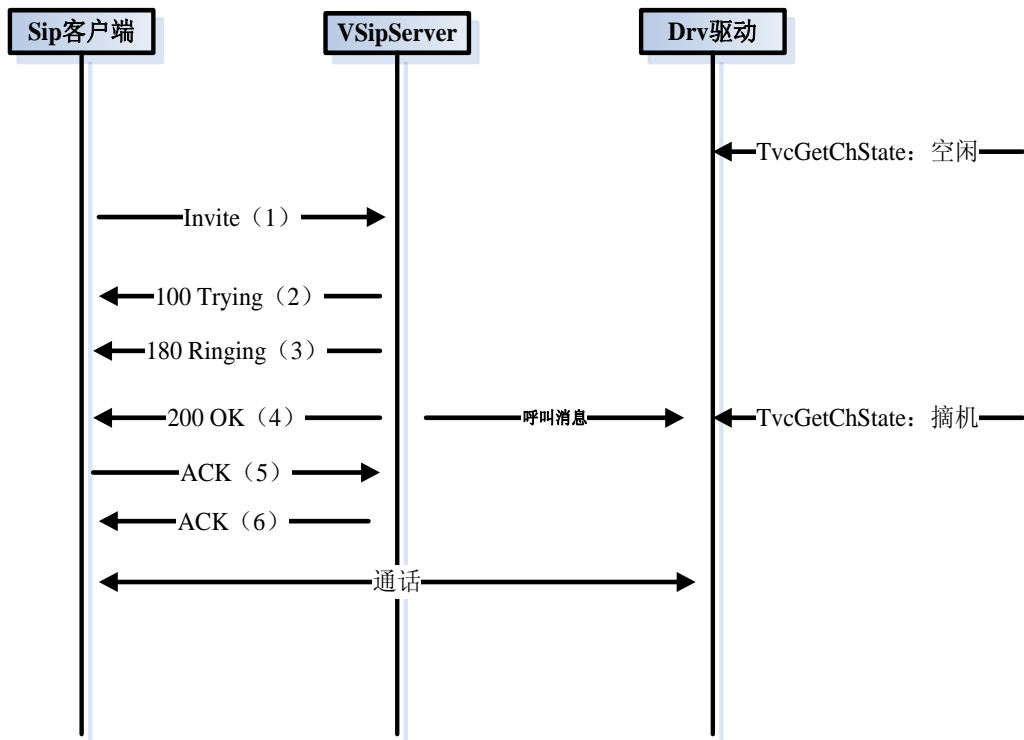 Sip客户端
VSipServer
Drv驱动
TvcGetChState：空闲
Invite（1）
100 Trying（2）
180 Ringing（3）
200 OK（4）
呼叫消息
TvcGetChState：摘机
ACK（5）
ACK（6）
通话